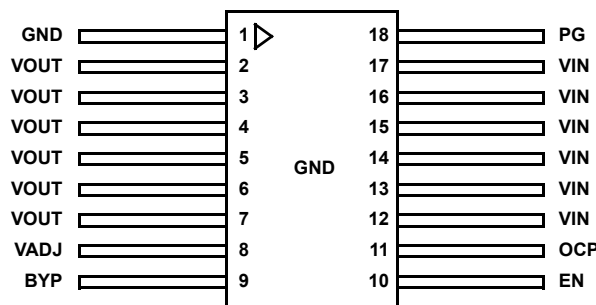 GND 1 18 PG
VOUT 2 17 VIN
VOUT 3 16 VIN
VOUT 4 15 VIN
VOUT 5 14 VIN
GND
VOUT 6 13 VIN
VOUT 7 12 VIN
VADJ 8 11 OCP
BYP 9 10 EN